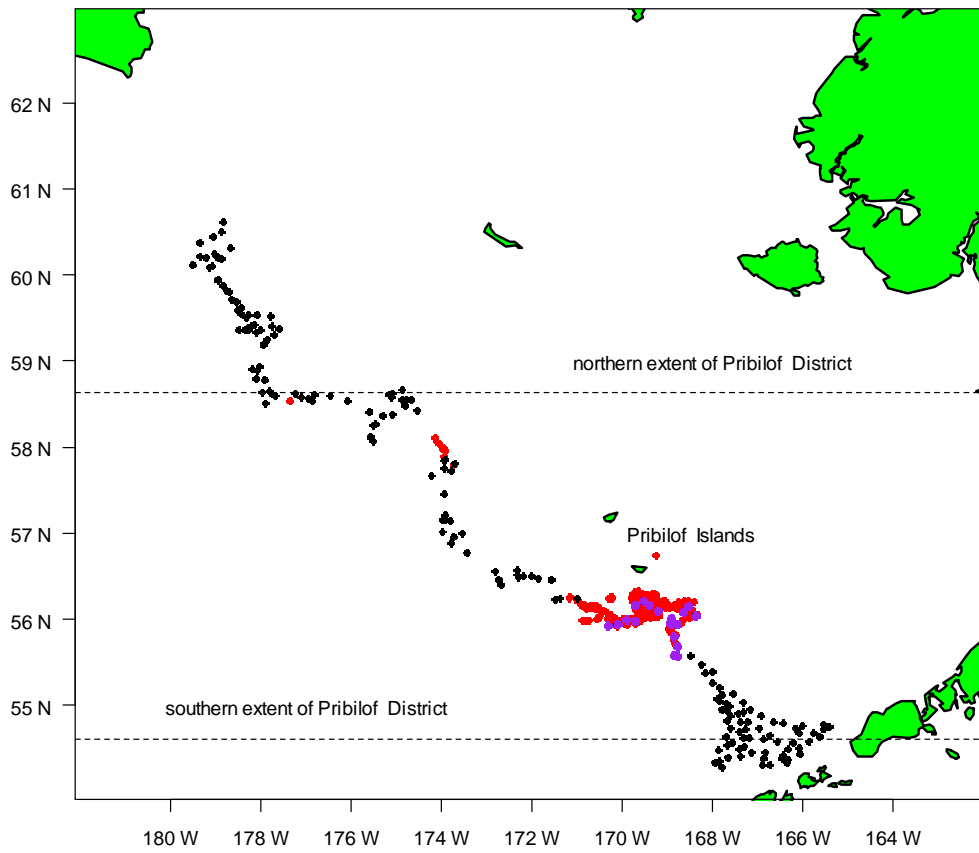 62 N
61 N
60 N
59 N
northern extent of Pribilof District
58 N
57 N
Pribilof Islands
56 N
55 N
southern extent of Pribilof District
180 W 178 W 176 W 174 W 172 W 170 W 168 W 166 W 164 W